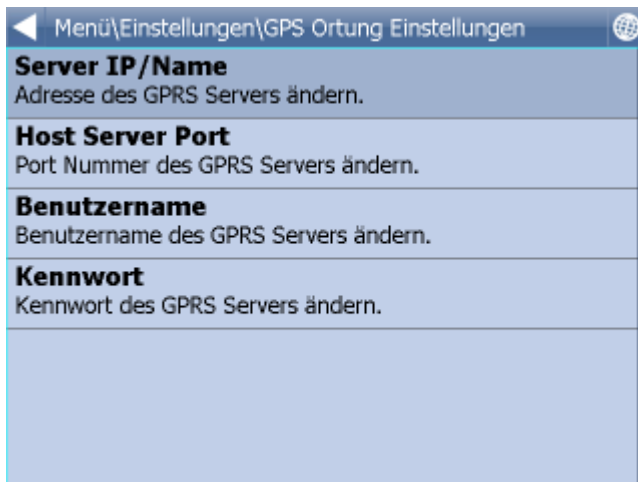 Menü\Einstellungen\GPS Ortung Einstellungen
Server IP/Name
Adresse des GPRS Servers ändern.
Host Server Port
Port Nummer des GPRS Servers ändern.
Benutzername
Benutzername des GPRS Servers ändern.
Kennwort
Kennwort des GPRS Servers ändern.